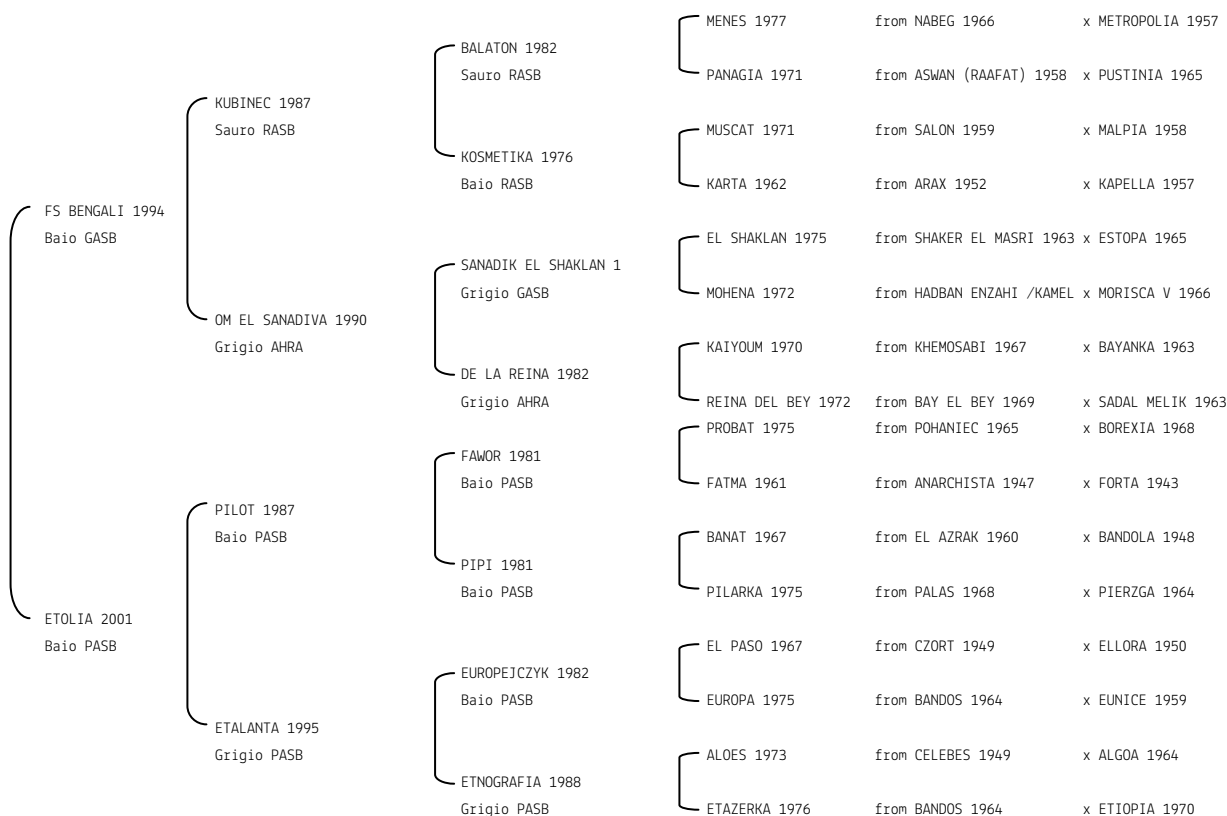 MENES 1977 from NABEG 1966 x METROPOLIA 1957
BALATON 1982
Sauro RASB PANAGIA 1971 from ASWAN (RAAFAT) 1958 x PUSTINIA 1965
KUBINEC 1987
Sauro RASB MUSCAT 1971 from SALON 1959 x MALPIA 1958
KOSMETIKA 1976
Baio RASB KARTA 1962 from ARAX 1952 x KAPELLA 1957
FS BENGALI 1994
Baio GASB EL SHAKLAN 1975 from SHAKER EL MASRI 1963 x ESTOPA 1965
SANADIK EL SHAKLAN 1
Grigio GASB MOHENA 1972 from HADBAN ENZAHI /KAMEL x MORISCA V 1966
OM EL SANADIVA 1990
Grigio AHRA KAIYOUM 1970 from KHEMOSABI 1967 x BAYANKA 1963
DE LA REINA 1982
Grigio AHRA REINA DEL BEY 1972 from BAY EL BEY 1969 x SADAL MELIK 1963
PROBAT 1975 from POHANIEC 1965 x BOREXIA 1968
FAWOR 1981
Baio PASB FATMA 1961 from ANARCHISTA 1947 x FORTA 1943
PILOT 1987
Baio PASB BANAT 1967 from EL AZRAK 1960 x BANDOLA 1948
PIPI 1981
Baio PASB PILARKA 1975 from PALAS 1968 x PIERZGA 1964
ETOLIA 2001
Baio PASB EL PASO 1967 from CZORT 1949 x ELLORA 1950
EUROPEJCZYK 1982
Baio PASB EUROPA 1975 from BANDOS 1964 x EUNICE 1959
ETALANTA 1995
Grigio PASB ALOES 1973 from CELEBES 1949 x ALGOA 1964
ETNOGRAFIA 1988
Grigio PASB ETAZERKA 1976 from BANDOS 1964 x ETIOPIA 1970